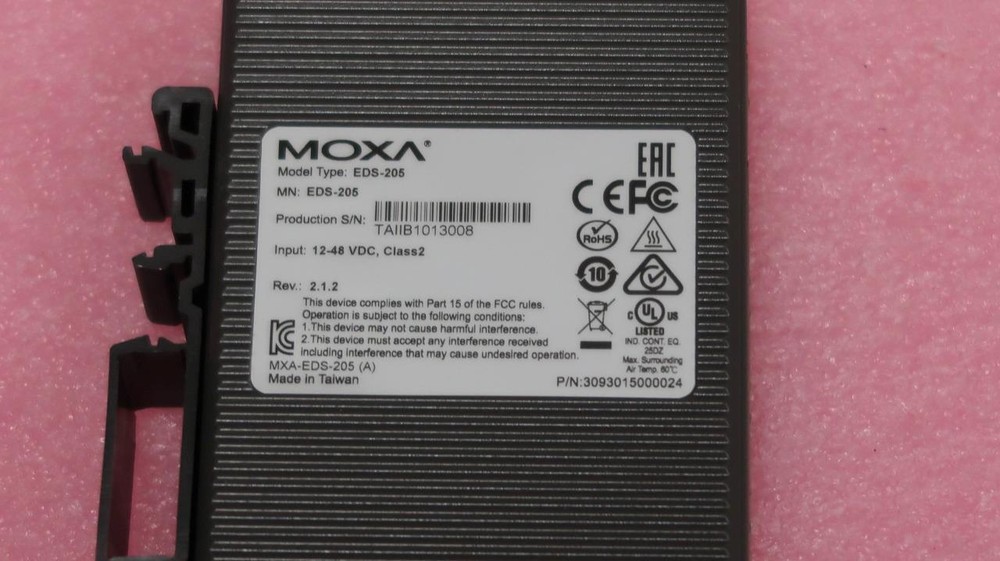 MOXA®
EAC
Model Type: EDS-205
MN: EDS-205
CE FC
Production S/N:
TAIIB1013008
RoHS
Input: 12-48 VDC, Class2
10
Rev.: 2.1.2
This device complies with Part 15 of the FCC rules.
Operation is subject to the following conditions:
1.This device may not cause harmful interference.
2.This device must accept any interference received
including interference that may cause undesired operation.
C UL US
LISTED
IND. CONT. EQ.
25DZ
Max. Surrounding
Air Temp. 60°C
MXA-EDS-205 (A)
Made in Taiwan
P/N:3093015000024